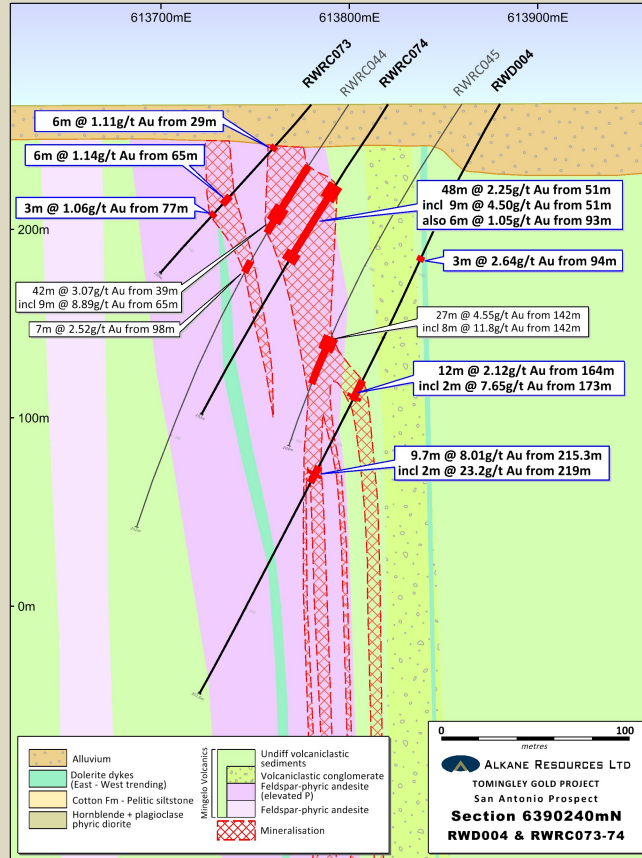 613700mE
613800mE
613900mE
RWRC073
RWRC044
RWRC074
RWRC045
RWD004
6m @ 1.11g/t Au from 29m
6m @ 1.14g/t Au from 65m
3m @ 1.06g/t Au from 77m
48m @ 2.25g/t Au from 51m
incl 9m @ 4.50g/t Au from 51m
also 6m @ 1.05g/t Au from 93m
200m
3m @ 2.64g/t Au from 94m
42m @ 3.07g/t Au from 39m
incl 9m @ 8.89g/t Au from 65m
7m @ 2.52g/t Au from 98m
27m @ 4.55g/t Au from 142m
incl 8m @ 11.8g/t Au from 142m
12m @ 2.12g/t Au from 164m
incl 2m @ 7.65g/t Au from 173m
100m
9.7m @ 8.01g/t Au from 215.3m
incl 2m @ 23.2g/t Au from 219m
0m
Alluvium
Dolerite dykes
(East - West trending)
Cotton Fm - Pelitic siltstone
Hornblende + plagioclase
phyric diorite
Mingelo Volcanics
Undiff volcaniclastic
sediments
Volcaniclastic conglomerate
Feldspar-phyric andesite
(elevated P)
Feldspar-phyric andesite
Mineralisation
0
100
metres
ALKANE RESOURCES LTD
TOMINGLEY GOLD PROJECT
San Antonio Prospect
Section 6390240mN
RWD004 & RWRC073-74